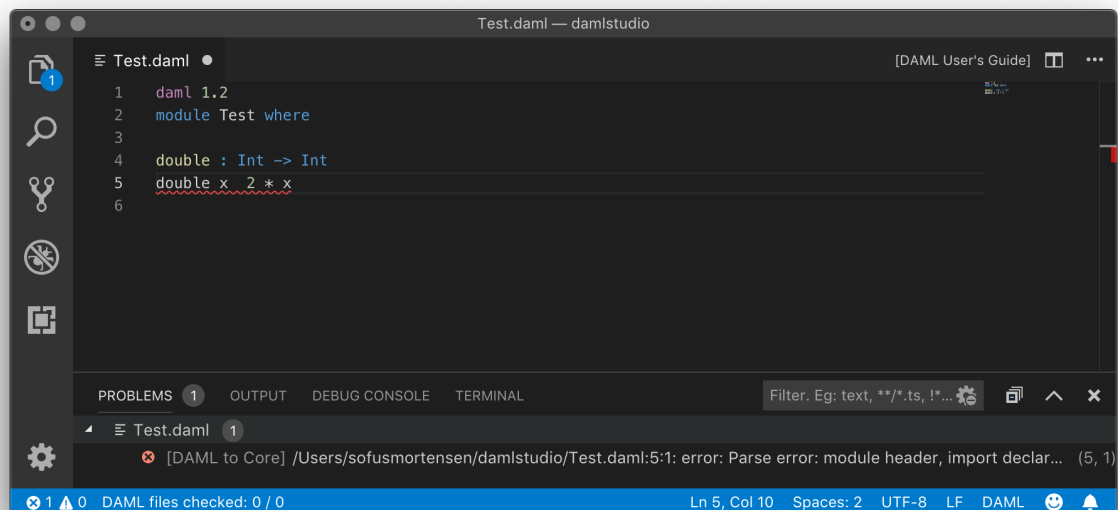 Test.daml — damlstudio
1
Test.daml
[DAML User's Guide]
1 daml 1.2
2 module Test where
3
4 double : Int -> Int
5 double x  2 * x
6
PROBLEMS 1 OUTPUT DEBUG CONSOLE TERMINAL Filter. Eg: text, **/*.ts, !*...
Test.daml 1
[DAML to Core] /Users/sofusmortensen/damlstudio/Test.daml:5:1: error: Parse error: module header, import declar... (5, 1)
1 0 DAML files checked: 0 / 0 Ln 5, Col 10 Spaces: 2 UTF-8 LF DAML